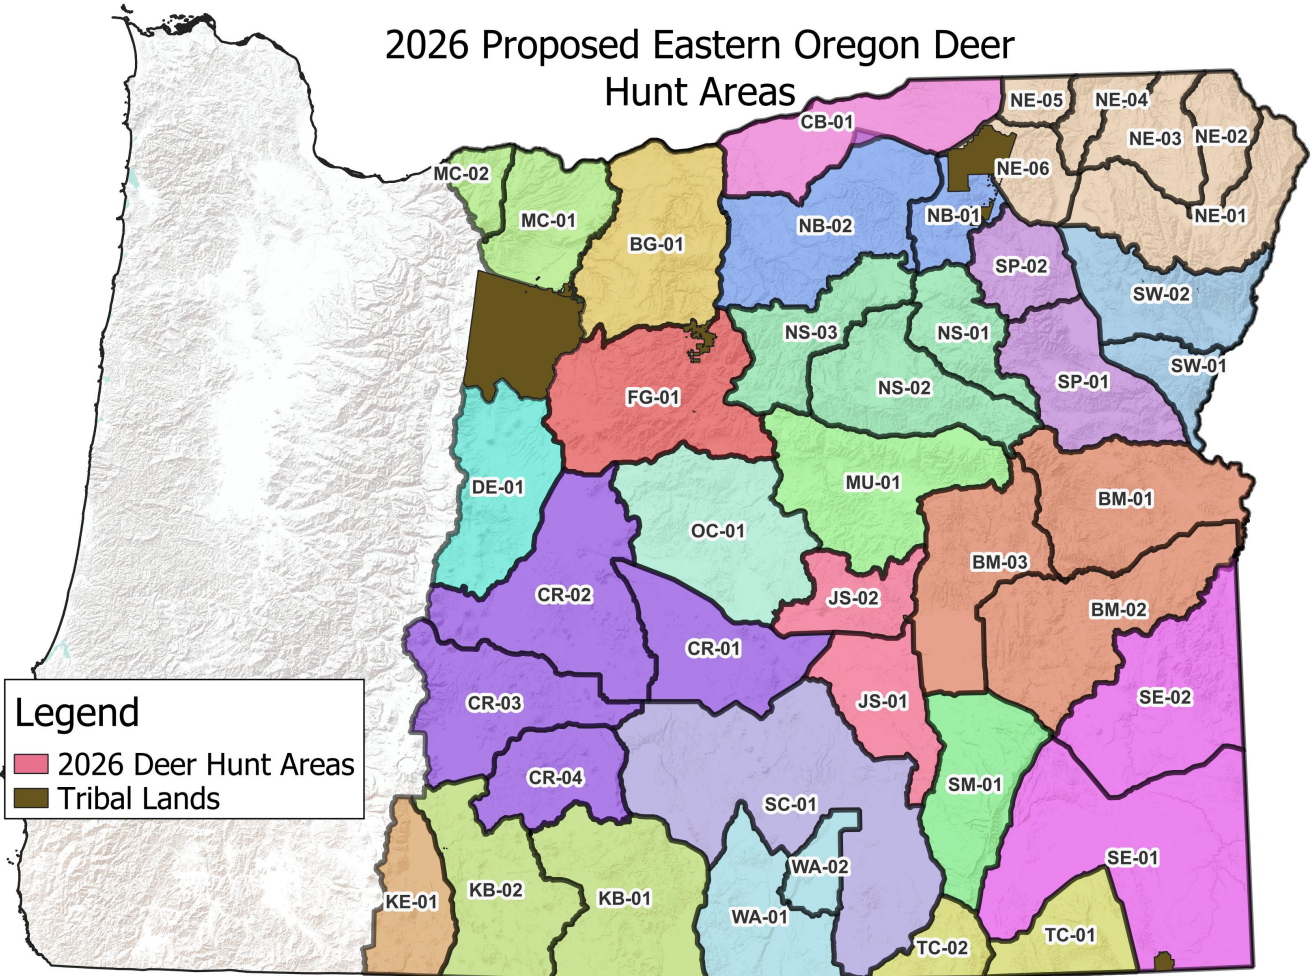 2026 Proposed Eastern Oregon Deer
Hunt Areas
NE-05
NE-04
CB-01
NE-03
NE-02
MC-02
NE-06
MC-01
NB-01
NE-01
NB-02
BG-01
SP-02
SW-02
NS-03
NS-01
SW-01
SP-01
NS-02
FG-01
MU-01
DE-01
BM-01
OC-01
BM-03
CR-02
JS-02
BM-02
CR-01
SE-02
CR-03
JS-01
Legend
2026 Deer Hunt Areas
Tribal Lands
CR-04
SM-01
SC-01
SE-01
WA-02
KB-02
KB-01
KE-01
WA-01
TC-01
TC-02